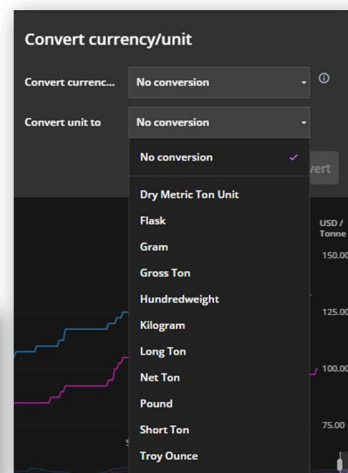 Convert currency/unit
Convert currenc... No conversion
Convert unit to No conversion
No conversion
Dry Metric Ton Unit
Flask
Gram
Gross Ton
Hundredweight
Kilogram
Long Ton
Net Ton
Pound
Short Ton
Troy Ounce
vert
USD /
Tonne
150.00
125.00
100.00
75.00